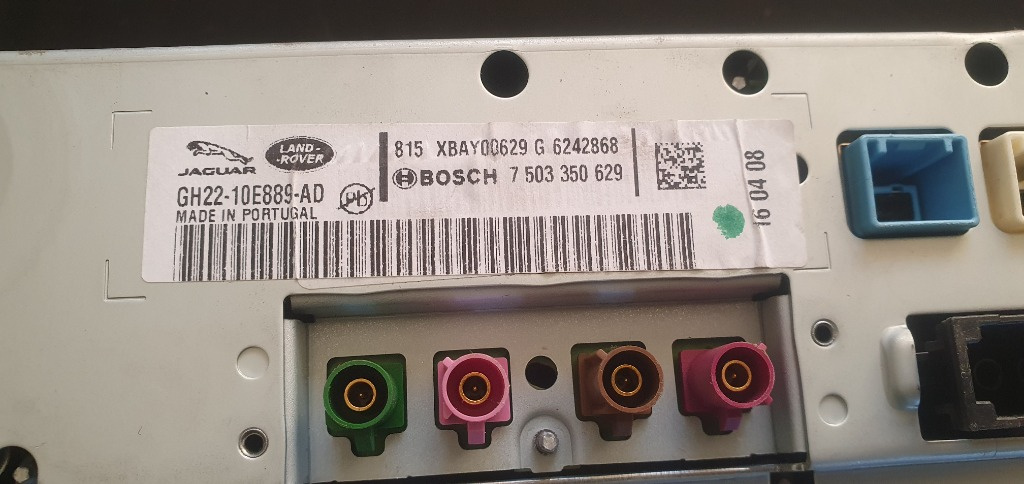 JAGUAR
LAND-
ROVER
GH22-10E889-AD
Pb
MADE IN PORTUGAL
815 XBAY00629 G 6242868
BOSCH 7 503 350 629
16 04 08